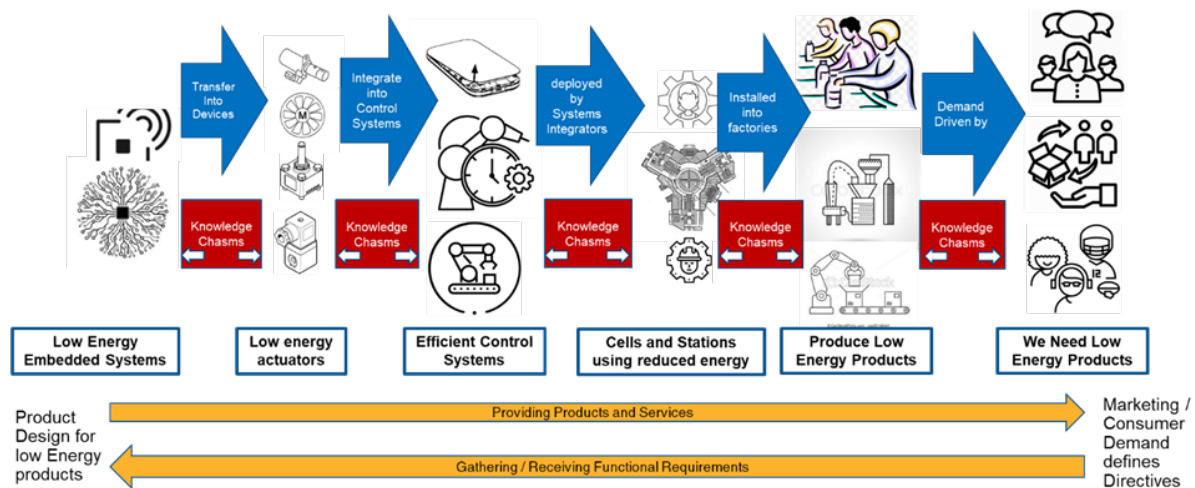 Transfer
Into
Devices
Integrate
into
Control
Systems
deployed
by
Systems
Integrators
Installed
into
factories
Demand
Driven by
M
12
Knowledge
Chasms
Knowledge
Chasms
Knowledge
Chasms
Knowledge
Chasms
Knowledge
Chasms
Low Energy
Embedded Systems
Low energy
actuators
Efficient Control
Systems
Cells and Stations
using reduced energy
Produce Low
Energy Products
We Need Low
Energy Products
Product
Design for
low Energy
products
Providing Products and Services
Gathering / Receiving Functional Requirements
Marketing /
Consumer
Demand
defines
Directives